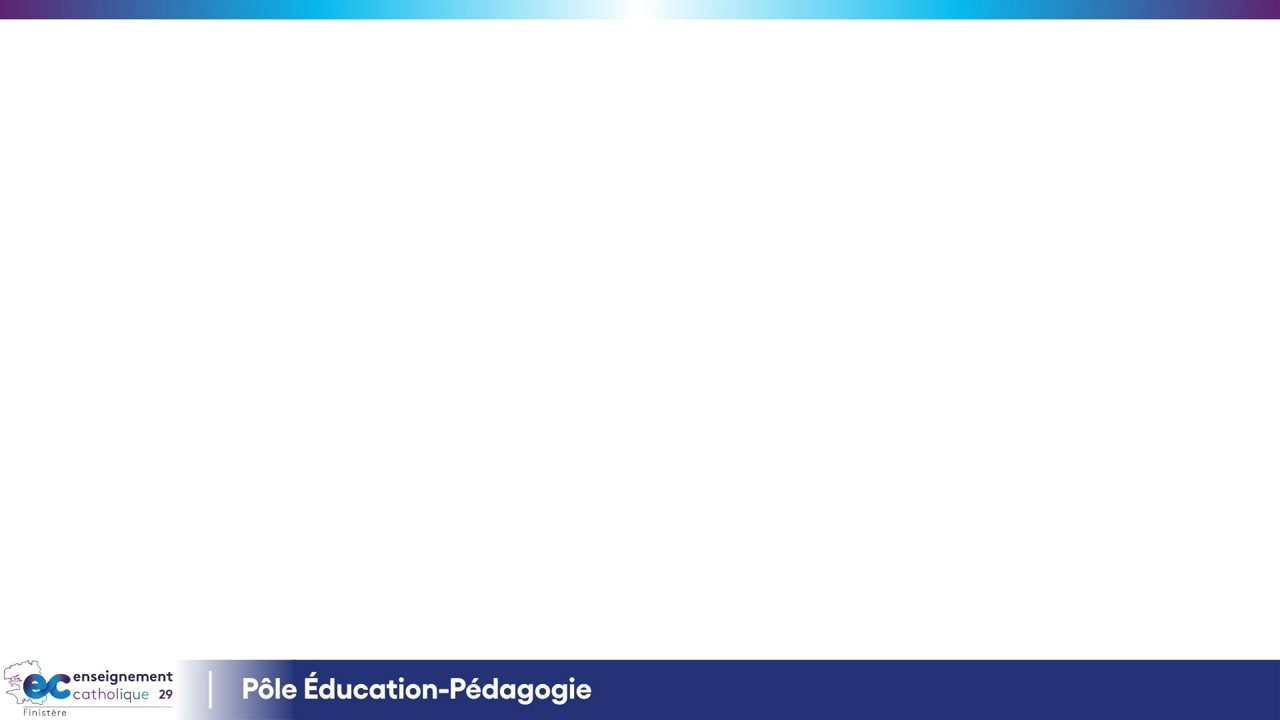 enseignement
catholique 29
Finistère
Pôle Éducation-Pédagogie